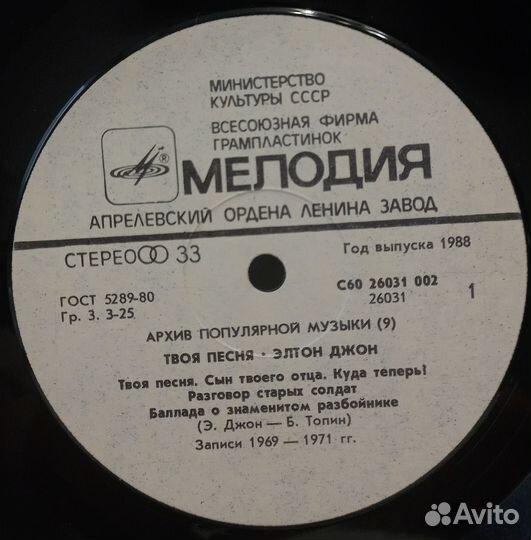 МИНИСТЕРСТВО
КУЛЬТУРЫ СССР
ВСЕСОЮЗНАЯ ФИРМА
ГРАМПЛАСТИНОК
®
МЕЛОДИЯ
АПРЕЛЕВСКИЙ ОРДЕНА ЛЕНИНА ЗАВОД
СТЕРЕО 33
Год выпуска 1988
ГОСТ 5289-80
Гр. 3. 3-25
С60 26031 002
26031
1
АРХИВ ПОПУЛЯРНОЙ МУЗЫКИ (9)
ТВОЯ ПЕСНЯ · ЭЛТОН ДЖОН
Твоя песня. Сын твоего отца. Куда теперь!
Разговор старых солдат
Баллада о знаменитом разбойнике
(Э. Джон — Б. Топин)
Записи 1969 — 1971 гг.
Avito